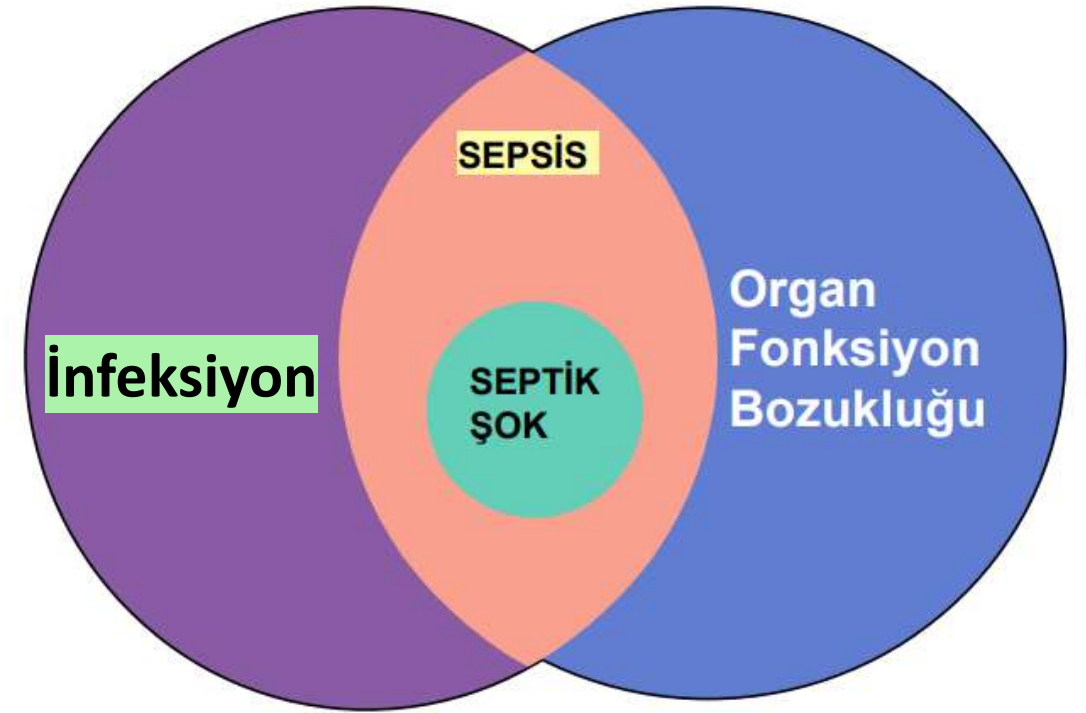 SEPSİS
İnfeksiyon
SEPTİK
ŞOK
Organ
Fonksiyon
Bozukluğu